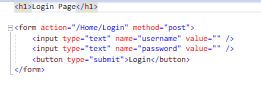 <h1>Login Page</h1>
<form action="/Home/Login" method="post">
<input type="text" name="username" value="" />
<input type="text" name="password" value="" />
<button type="submit">Login</button>
</form>